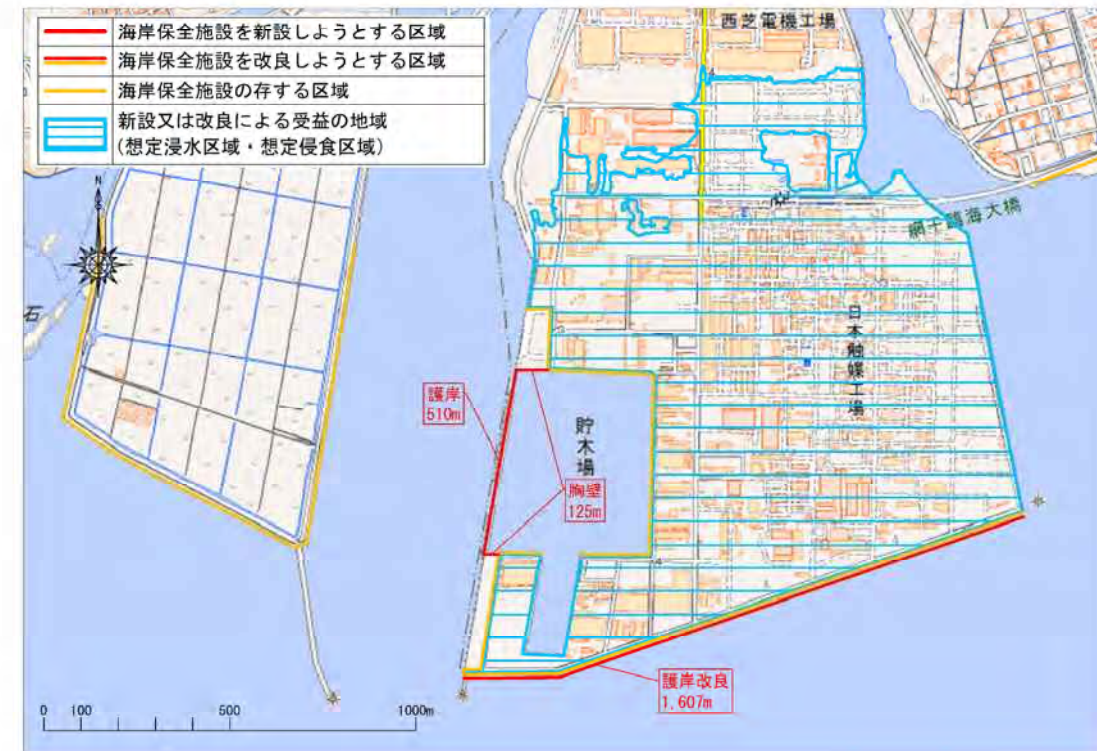 海岸保全施設を新設しようとする区域
海岸保全施設を改良しようとする区域
海岸保全施設の存する区域
新設又は改良による受益の地域
(想定浸水区域・想定侵食区域)
西芝電機工場
N
網干臨海大橋
石
日本触媒工場
護岸
510m
貯木場
胸壁
125m
護岸改良
1,607m
0 100 500 1000m